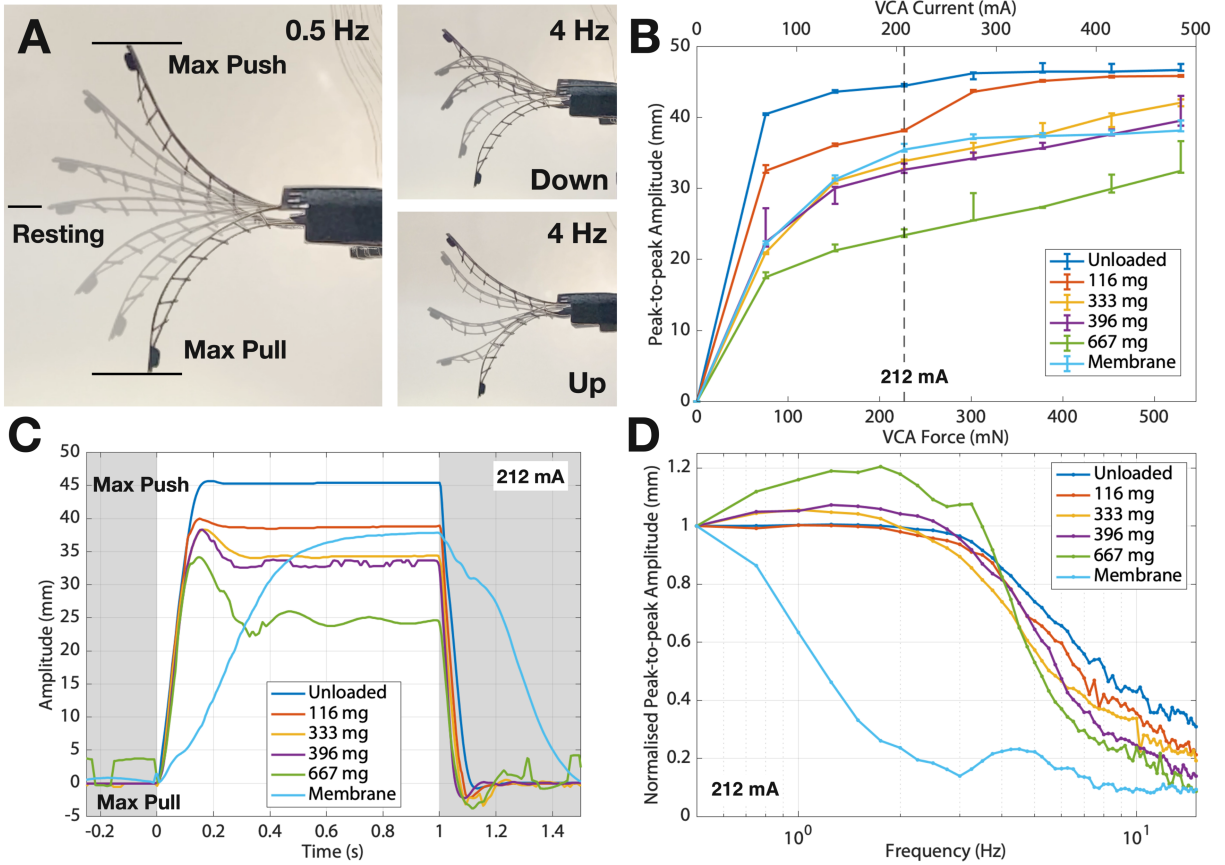 A
0.5 Hz
Max Push
Resting
Max Pull
4 Hz
Down
4 Hz
Up
B
VCA Current (mA)
0 100 200 300 400 500
50
40
30
20
10
0
Peak-to-peak Amplitude (mm)
Unloaded
116 mg
333 mg
396 mg
667 mg
Membrane
212 mA
0 100 200 300 400 500
VCA Force (mN)
C
50
45
40
35
30
25
20
15
10
5
0
5
0
Amplitude (mm)
212 mA
Max Push
Unloaded
116 mg
333 mg
396 mg
667 mg
Membrane
Max Pull
-0.2 0 0.2 0.4 0.6 0.8 1 1.2 1.4
Time (s)
D
1.2
1
0.8
0.6
0.4
0.2
0
Normalised Peak-to-peak Amplitude (mm)
Unloaded
116 mg
333 mg
396 mg
667 mg
Membrane
212 mA
10⁰ 10¹
Frequency (Hz)